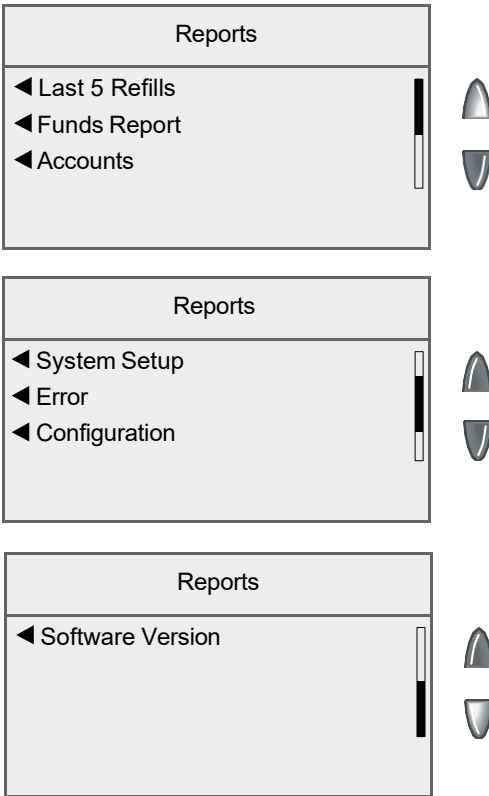 Reports
Last 5 Refills
Funds Report
Accounts
Reports
System Setup
Error
Configuration
Reports
Software Version